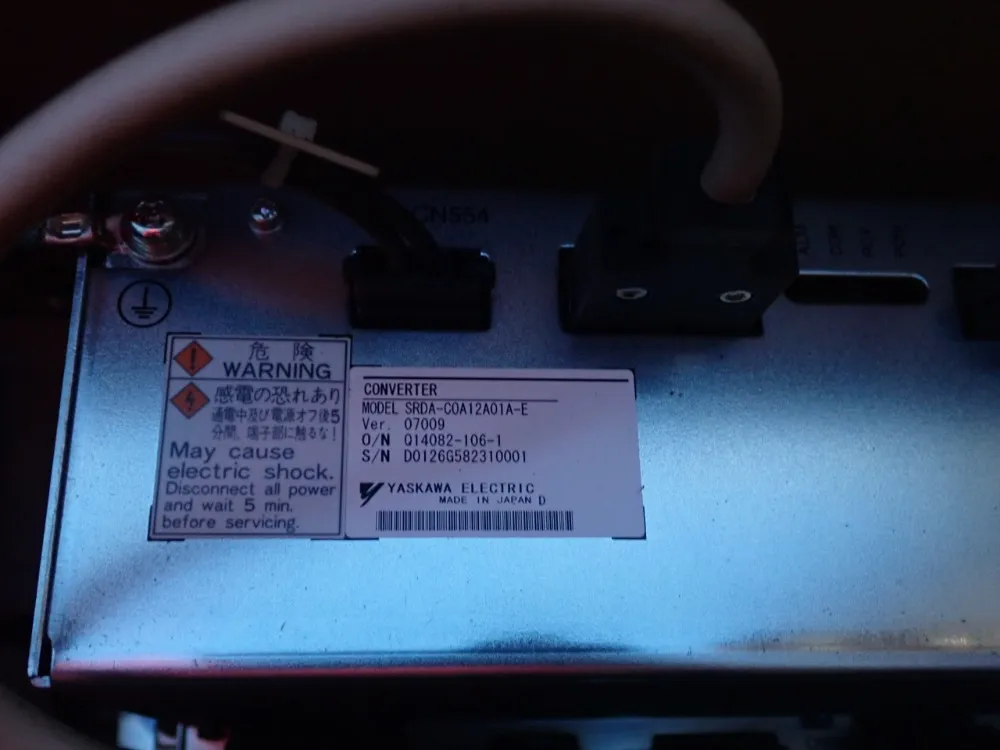 CN554
危 険
WARNING
感電の恐れあり
通電中及び電源オフ後5
分間、端子部に触るな!
May cause
electric shock.
Disconnect all power
and wait 5 min.
before servicing.
CONVERTER
MODEL SRDA-COA12A01A-E
Ver. 07009
O/N Q14082-106-1
S/N D0126G582310001
YASKAWA ELECTRIC
MADE IN JAPAN D